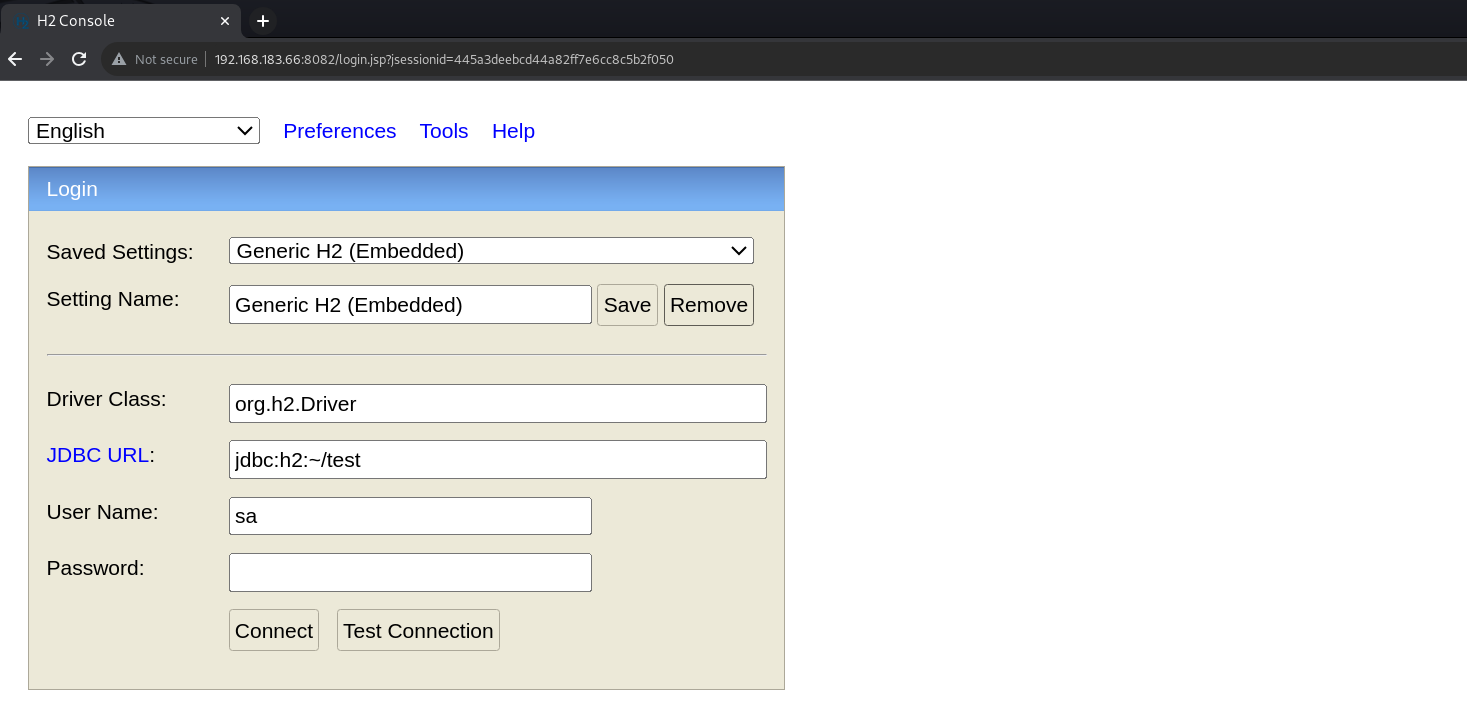 H2 Console
Not secure 192.168.183.66:8082/login.jsp?jsessionid=445a3deebcd44a82ff7e6cc8c5b2f050
English Preferences Tools Help
Login
Saved Settings: Generic H2 (Embedded)
Setting Name: Generic H2 (Embedded) Save Remove
Driver Class: org.h2.Driver
JDBC URL: jdbc:h2:~/test
User Name: sa
Password:
Connect Test Connection